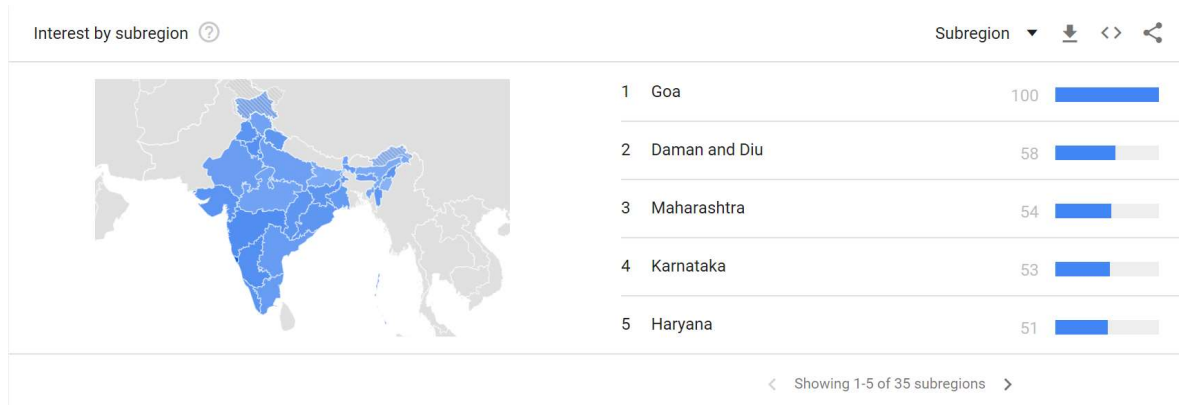 Interest by subregion
Subregion
1 Goa 100
2 Daman and Diu 58
3 Maharashtra 54
4 Karnataka 53
5 Haryana 51
Showing 1-5 of 35 subregions